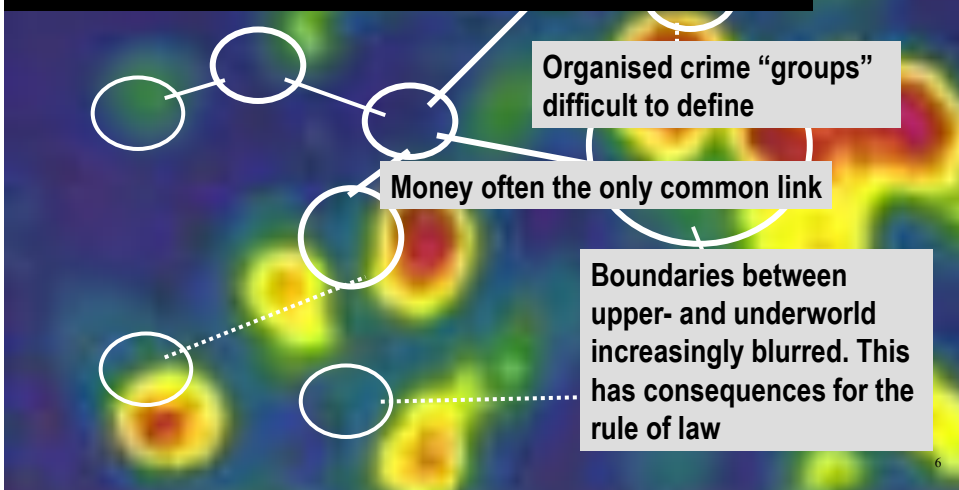 Organised crime “groups”
difficult to define
Money often the only common link
Boundaries between
upper- and underworld
increasingly blurred. This
has consequences for the
rule of law
6